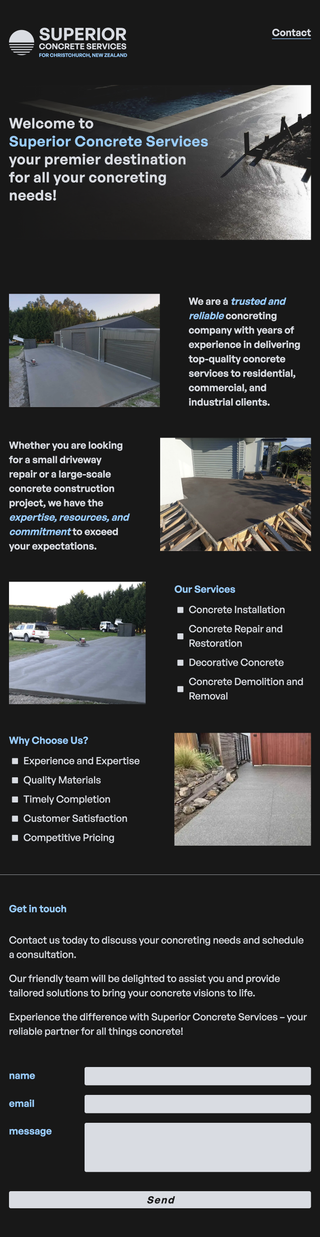 SUPERIOR
CONCRETE SERVICES
FOR CHRISTCHURCH, NEW ZEALAND
Contact
Welcome to
Superior Concrete Services
your premier destination
for all your concreting
needs!
We are a trusted and
reliable concreting
company with years of
experience in delivering
top-quality concrete
services to residential,
commercial, and
industrial clients.
Whether you are looking
for a small driveway
repair or a large-scale
concrete construction
project, we have the
expertise, resources, and
commitment to exceed
your expectations.
Our Services
Concrete Installation
Concrete Repair and
Restoration
Decorative Concrete
Concrete Demolition and
Removal
Why Choose Us?
Experience and Expertise
Quality Materials
Timely Completion
Customer Satisfaction
Competitive Pricing
Get in touch
Contact us today to discuss your concreting needs and schedule
a consultation.
Our friendly team will be delighted to assist you and provide
tailored solutions to bring your concrete visions to life.
Experience the difference with Superior Concrete Services – your
reliable partner for all things concrete!
name
email
message
Send